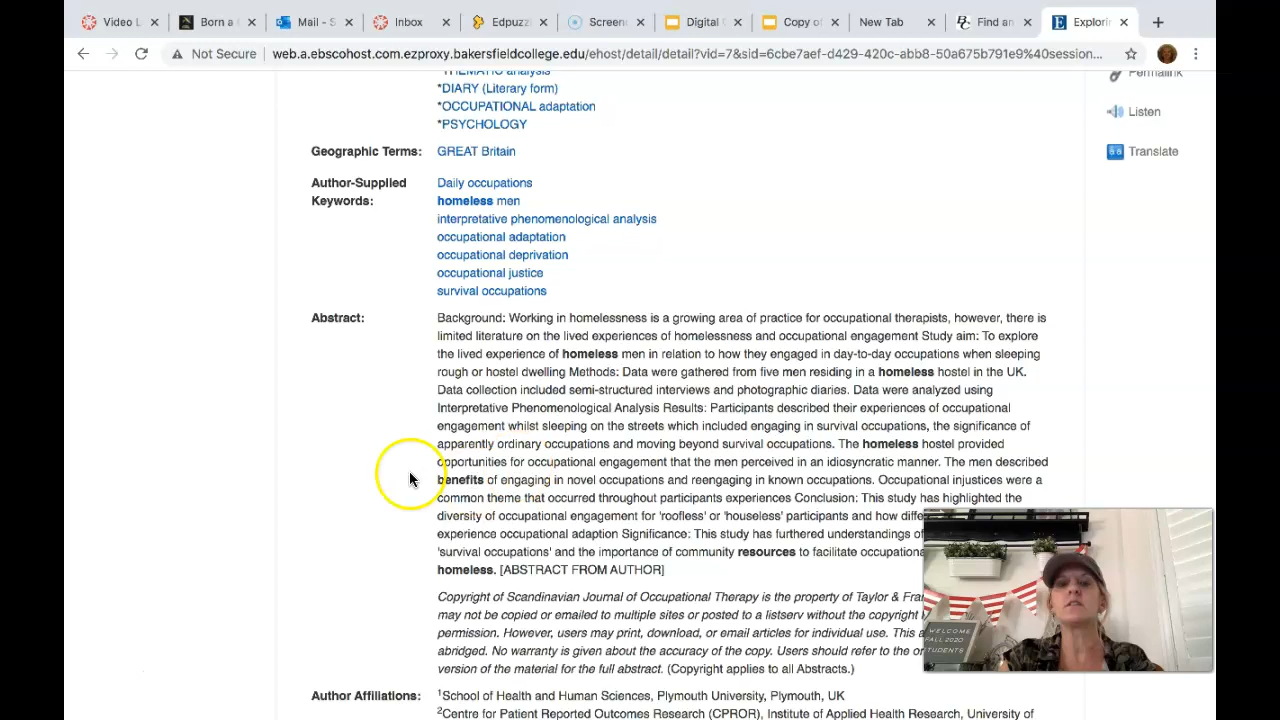 Video L
Born a
Mail - S
Inbox
Edpuzz
Screen
Digital
Copy of
New Tab
Find an
Explorin
Not Secure
web.a.ebscohost.com.ezproxy.bakersfieldcollege.edu/ehost/detail/detail?vid=7&sid=6cbe7aef-d429-420c-abb8-50a675b791e9%40session...
*THEMATIC analysis
Permalink
*DIARY (Literary form)
*OCCUPATIONAL adaptation
Listen
*PSYCHOLOGY
Geographic Terms: GREAT Britain
Translate
Author-Supplied Daily occupations
Keywords: homeless men
interpretative phenomenological analysis
occupational adaptation
occupational deprivation
occupational justice
survival occupations
Abstract: Background: Working in homelessness is a growing area of practice for occupational therapists, however, there is
limited literature on the lived experiences of homelessness and occupational engagement Study aim: To explore
the lived experience of homeless men in relation to how they engaged in day-to-day occupations when sleeping
rough or hostel dwelling Methods: Data were gathered from five men residing in a homeless hostel in the UK.
Data collection included semi-structured interviews and photographic diaries. Data were analyzed using
Interpretative Phenomenological Analysis Results: Participants described their experiences of occupational
engagement whilst sleeping on the streets which included engaging in survival occupations, the significance of
apparently ordinary occupations and moving beyond survival occupations. The homeless hostel provided
opportunities for occupational engagement that the men perceived in an idiosyncratic manner. The men described
benefits of engaging in novel occupations and reengaging in known occupations. Occupational injustices were a
common theme that occurred throughout participants experiences Conclusion: This study has highlighted the
diversity of occupational engagement for 'roofless' or 'houseless' participants and how diffe
experience occupational adaption Significance: This study has furthered understandings of
'survival occupations' and the importance of community resources to facilitate occupationa
homeless. [ABSTRACT FROM AUTHOR]
Copyright of Scandinavian Journal of Occupational Therapy is the property of Taylor & Fran
may not be copied or emailed to multiple sites or posted to a listserv without the copyright
permission. However, users may print, download, or email articles for individual use. This a
abridged. No warranty is given about the accuracy of the copy. Users should refer to the or
version of the material for the full abstract. (Copyright applies to all Abstracts.)
WELCOME
FALL 2020
STUDENTS
Author Affiliations: 1School of Health and Human Sciences, Plymouth University, Plymouth, UK
2Centre for Patient Reported Outcomes Research (CPROR), Institute of Applied Health Research, University of